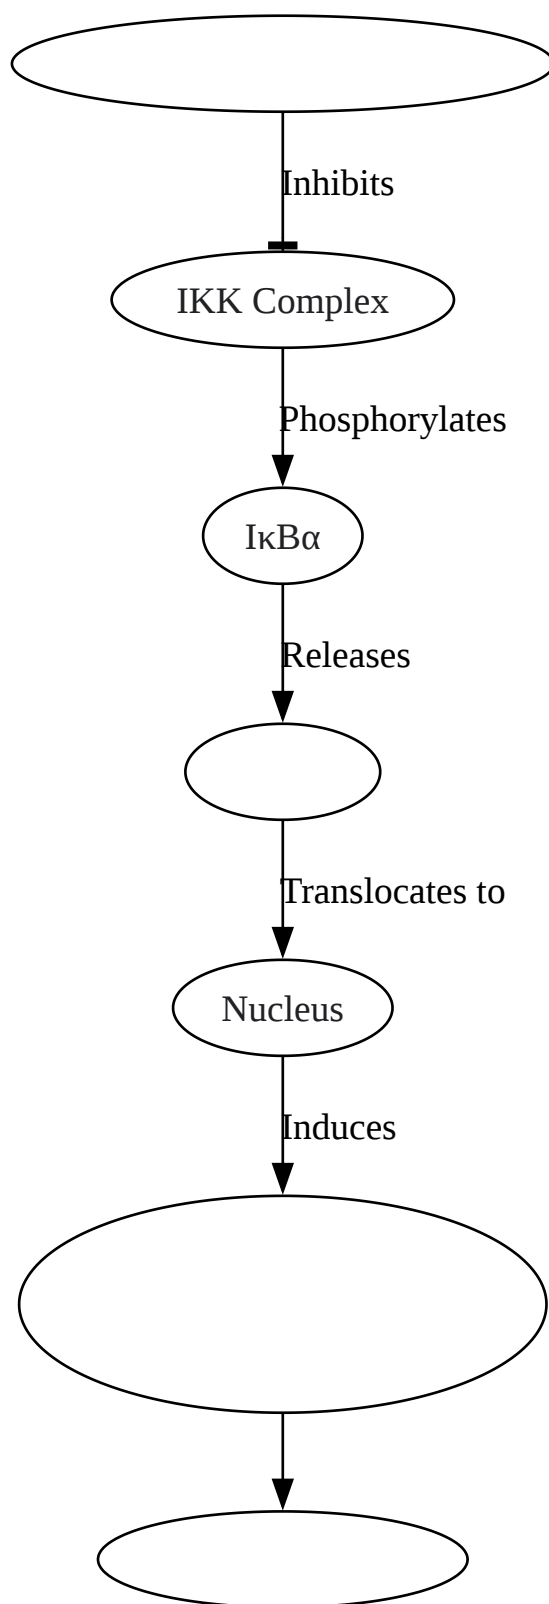 Inhibits
IKK Complex
Phosphorylates
IκBα
Releases
Translocates to
Nucleus
Induces